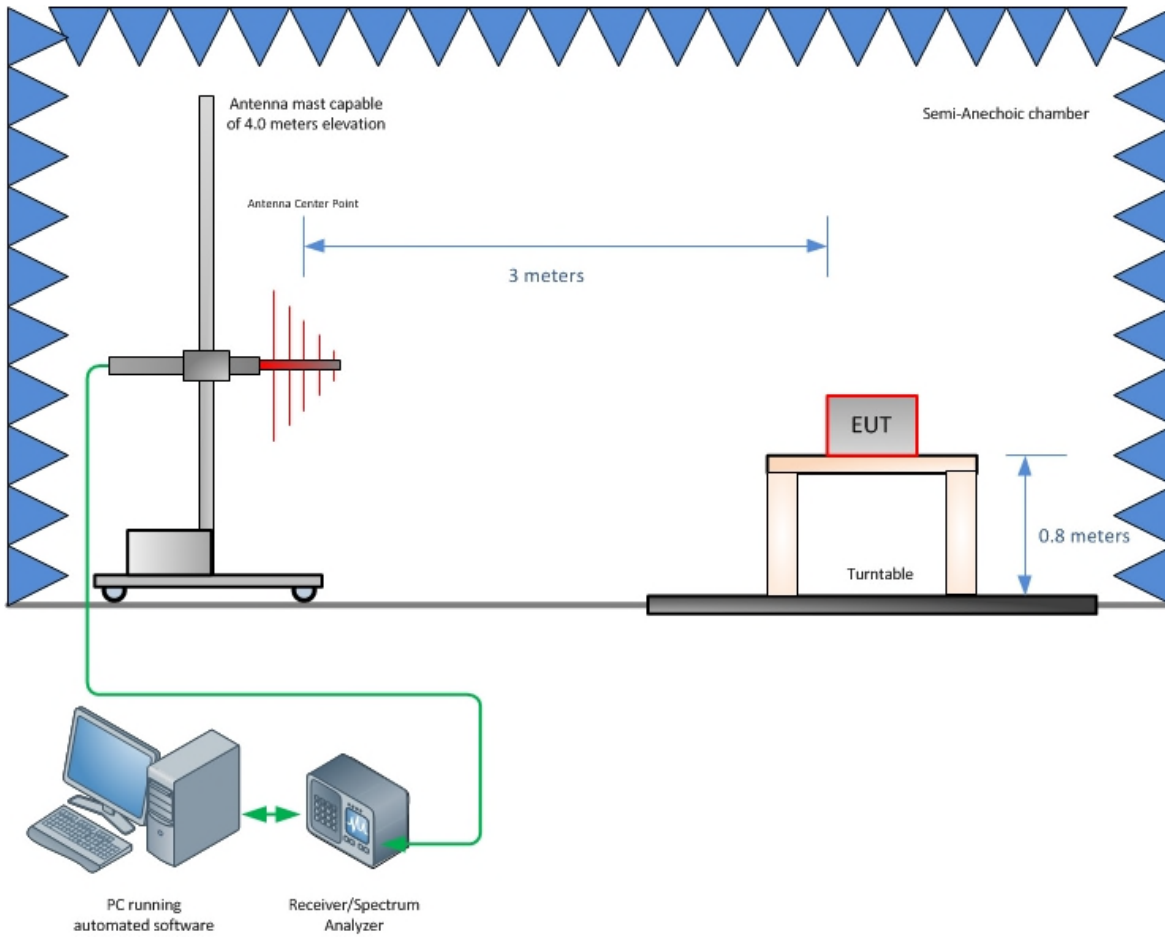 Antenna mast capable
of 4.0 meters elevation
Semi-Anechoic chamber
Antenna Center Point
3 meters
EUT
0.8 meters
Turntable
PC running
automated software
Receiver/Spectrum
Analyzer